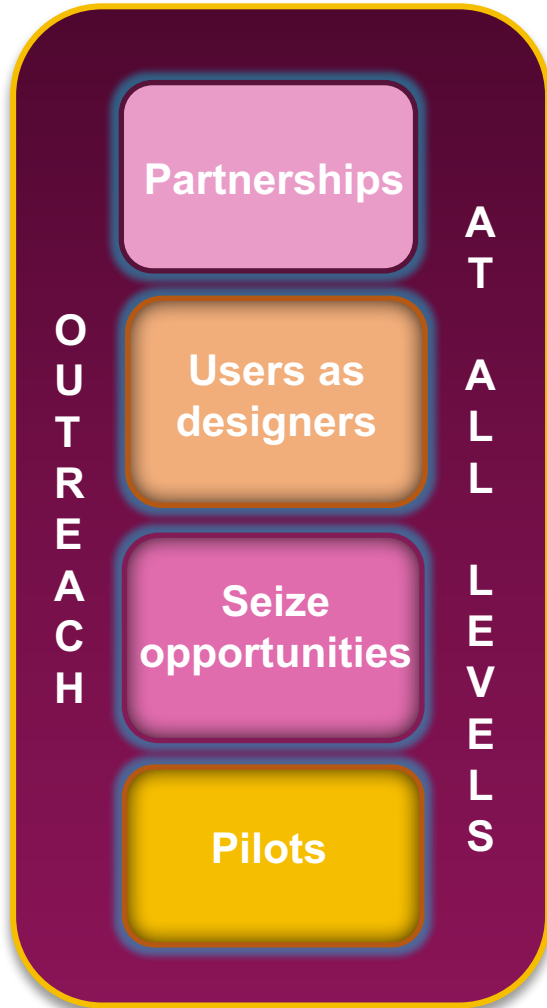 OUTREACH
Partnerships
Users as
designers
Seize
opportunities
Pilots
AT ALL LEVELS